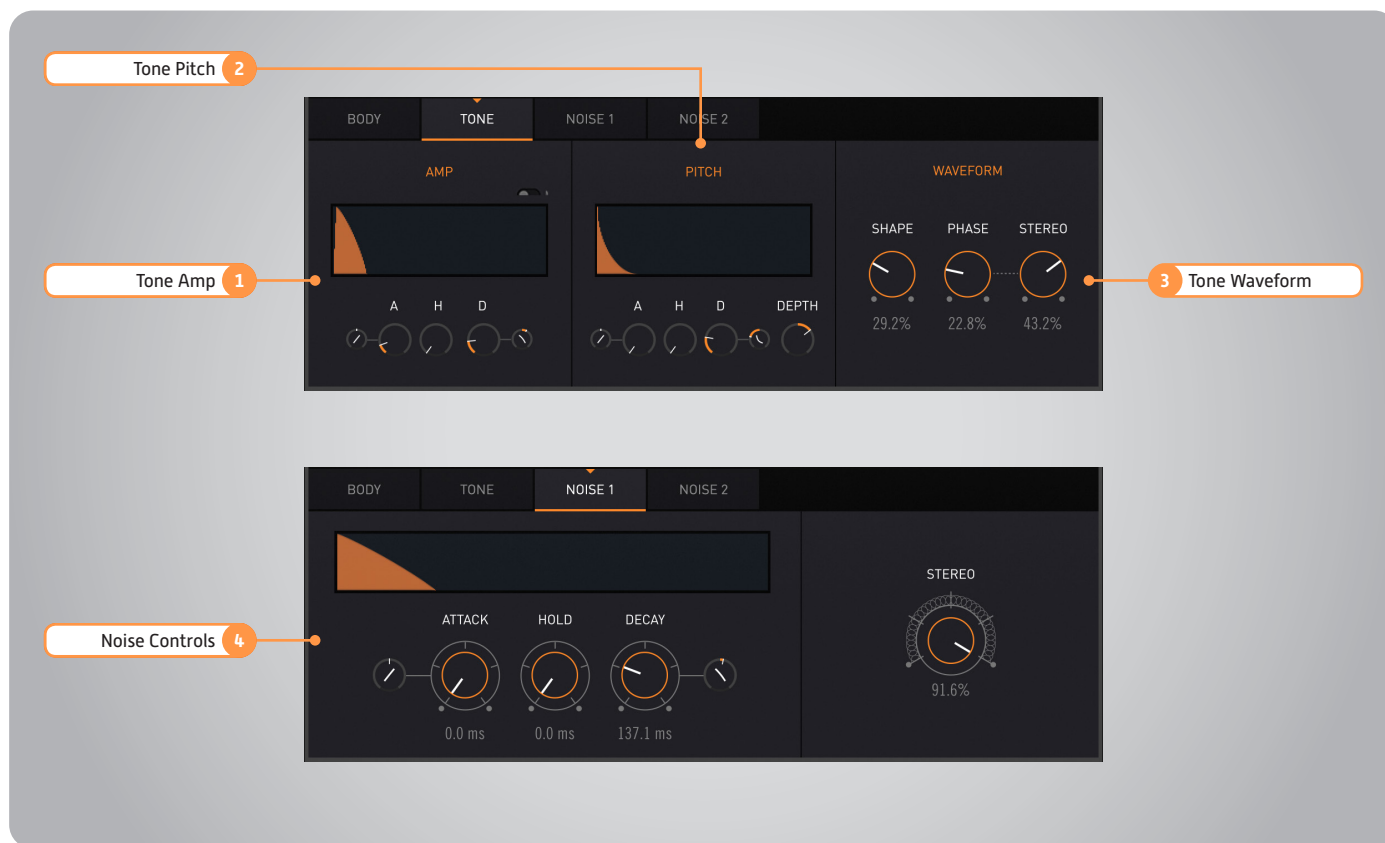 Tone Pitch 2
BODY TONE NOISE 1 NOISE 2
AMP PITCH WAVEFORM
SHAPE PHASE STEREO
Tone Amp 1
3 Tone Waveform
A H D A H D DEPTH
29.2% 22.8% 43.2%
BODY TONE NOISE 1 NOISE 2
STEREO
ATTACK HOLD DECAY
Noise Controls 4
91.6%
0.0 ms 0.0 ms 137.1 ms